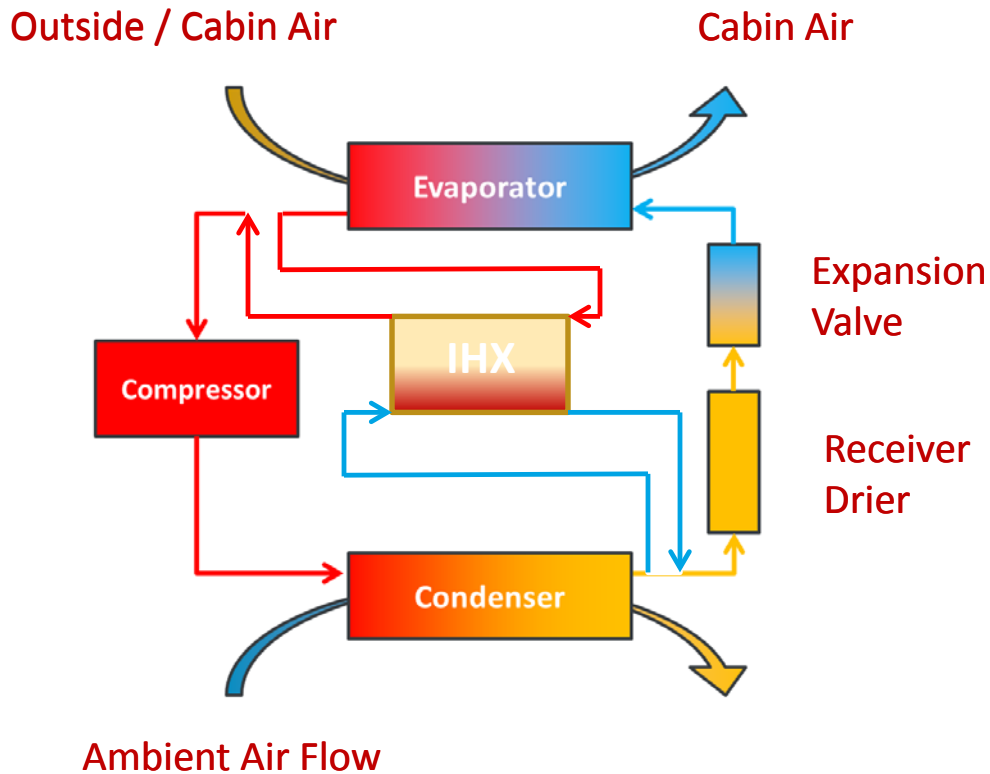 Outside / Cabin Air
Cabin Air
Evaporator
Expansion
Valve
IHX
Compressor
Receiver
Drier
Condenser
Ambient Air Flow